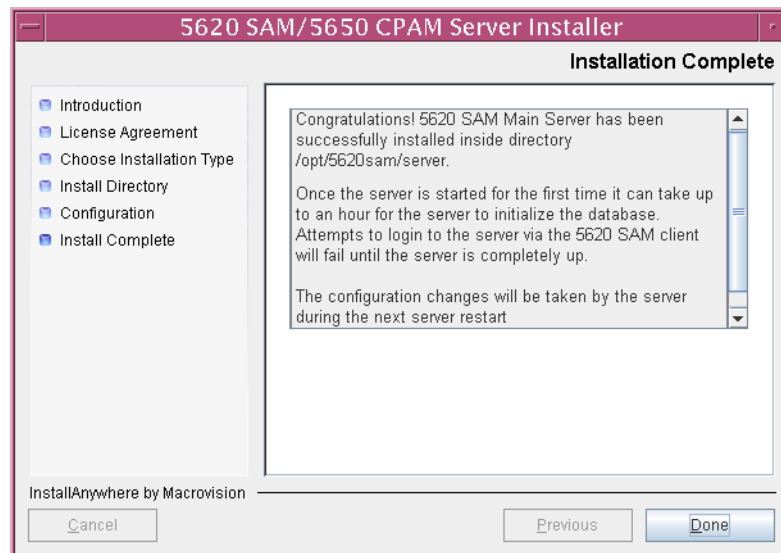 5620 SAM/5650 CPAM Server Installer
Installation Complete
Introduction
License Agreement
Choose Installation Type
Install Directory
Configuration
Install Complete
Congratulations! 5620 SAM Main Server has been
successfully installed inside directory
/opt/5620sam/server.
Once the server is started for the first time it can take up
to an hour for the server to initialize the database.
Attempts to login to the server via the 5620 SAM client
will fail until the server is completely up.
The configuration changes will be taken by the server
during the next server restart
InstallAnywhere by Macrovision
Cancel
Previous
Done